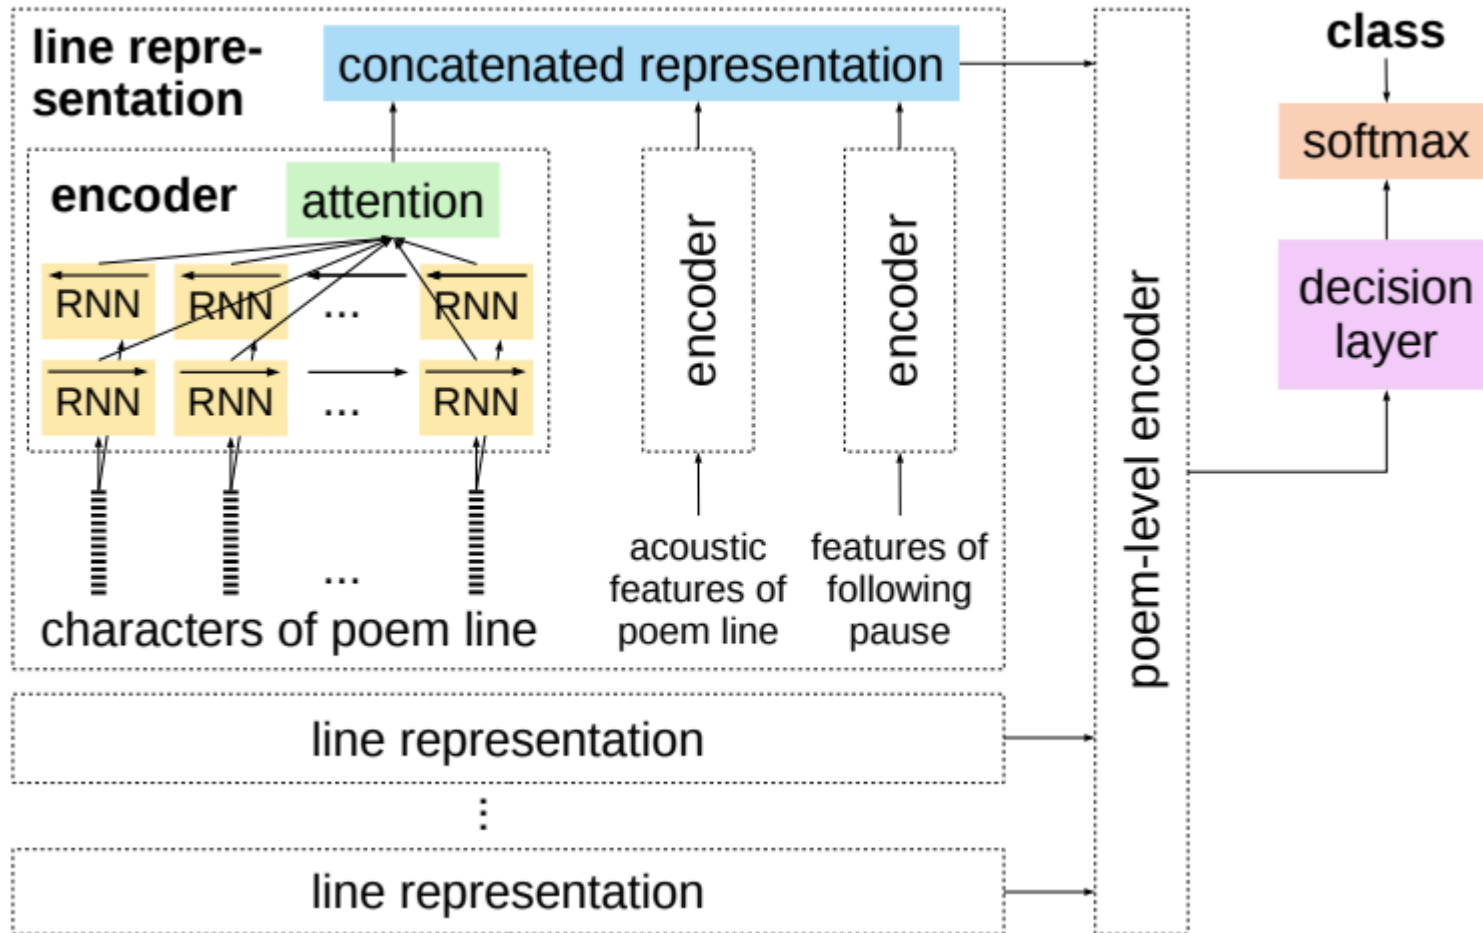 line repre-
sentation
concatenated representation
encoder
attention
RNN RNN ... RNN
RNN RNN ... RNN
...
characters of poem line
encoder
acoustic
features of
poem line
encoder
features of
following
pause
line representation
...
line representation
poem-level encoder
class
softmax
decision
layer